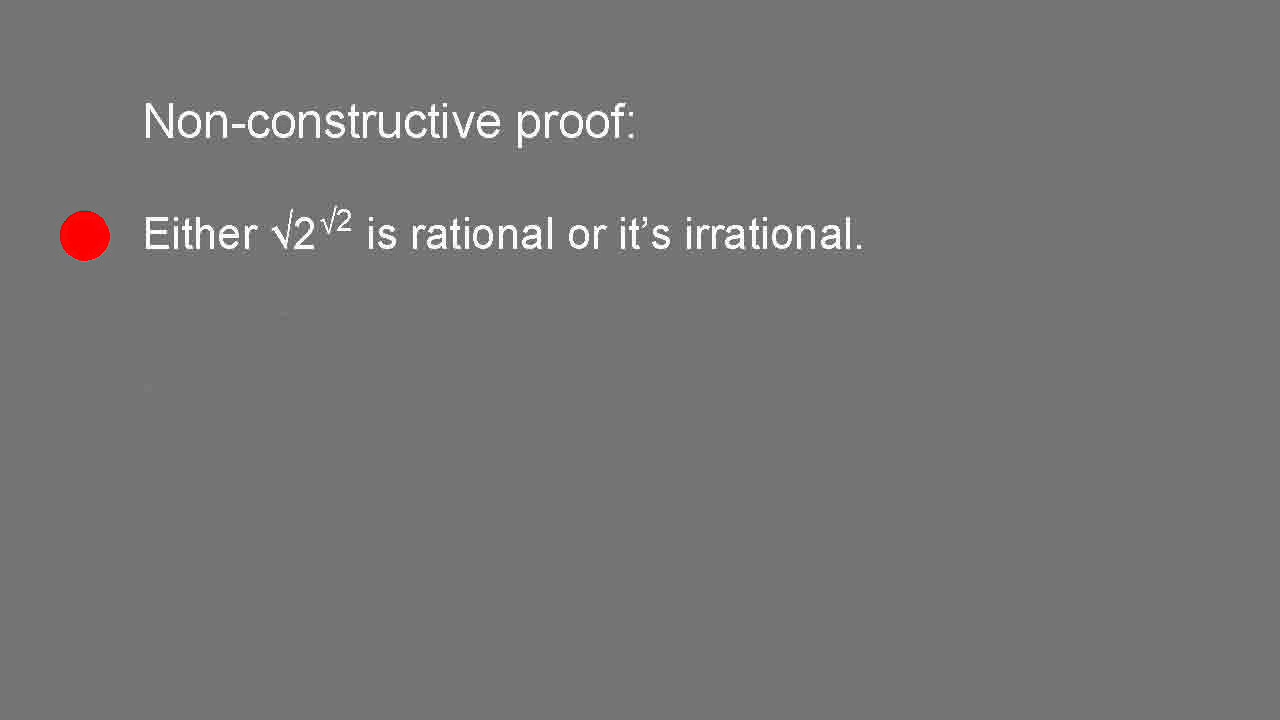 Non-constructive proof:
Either √2^√2 is rational or it’s irrational.